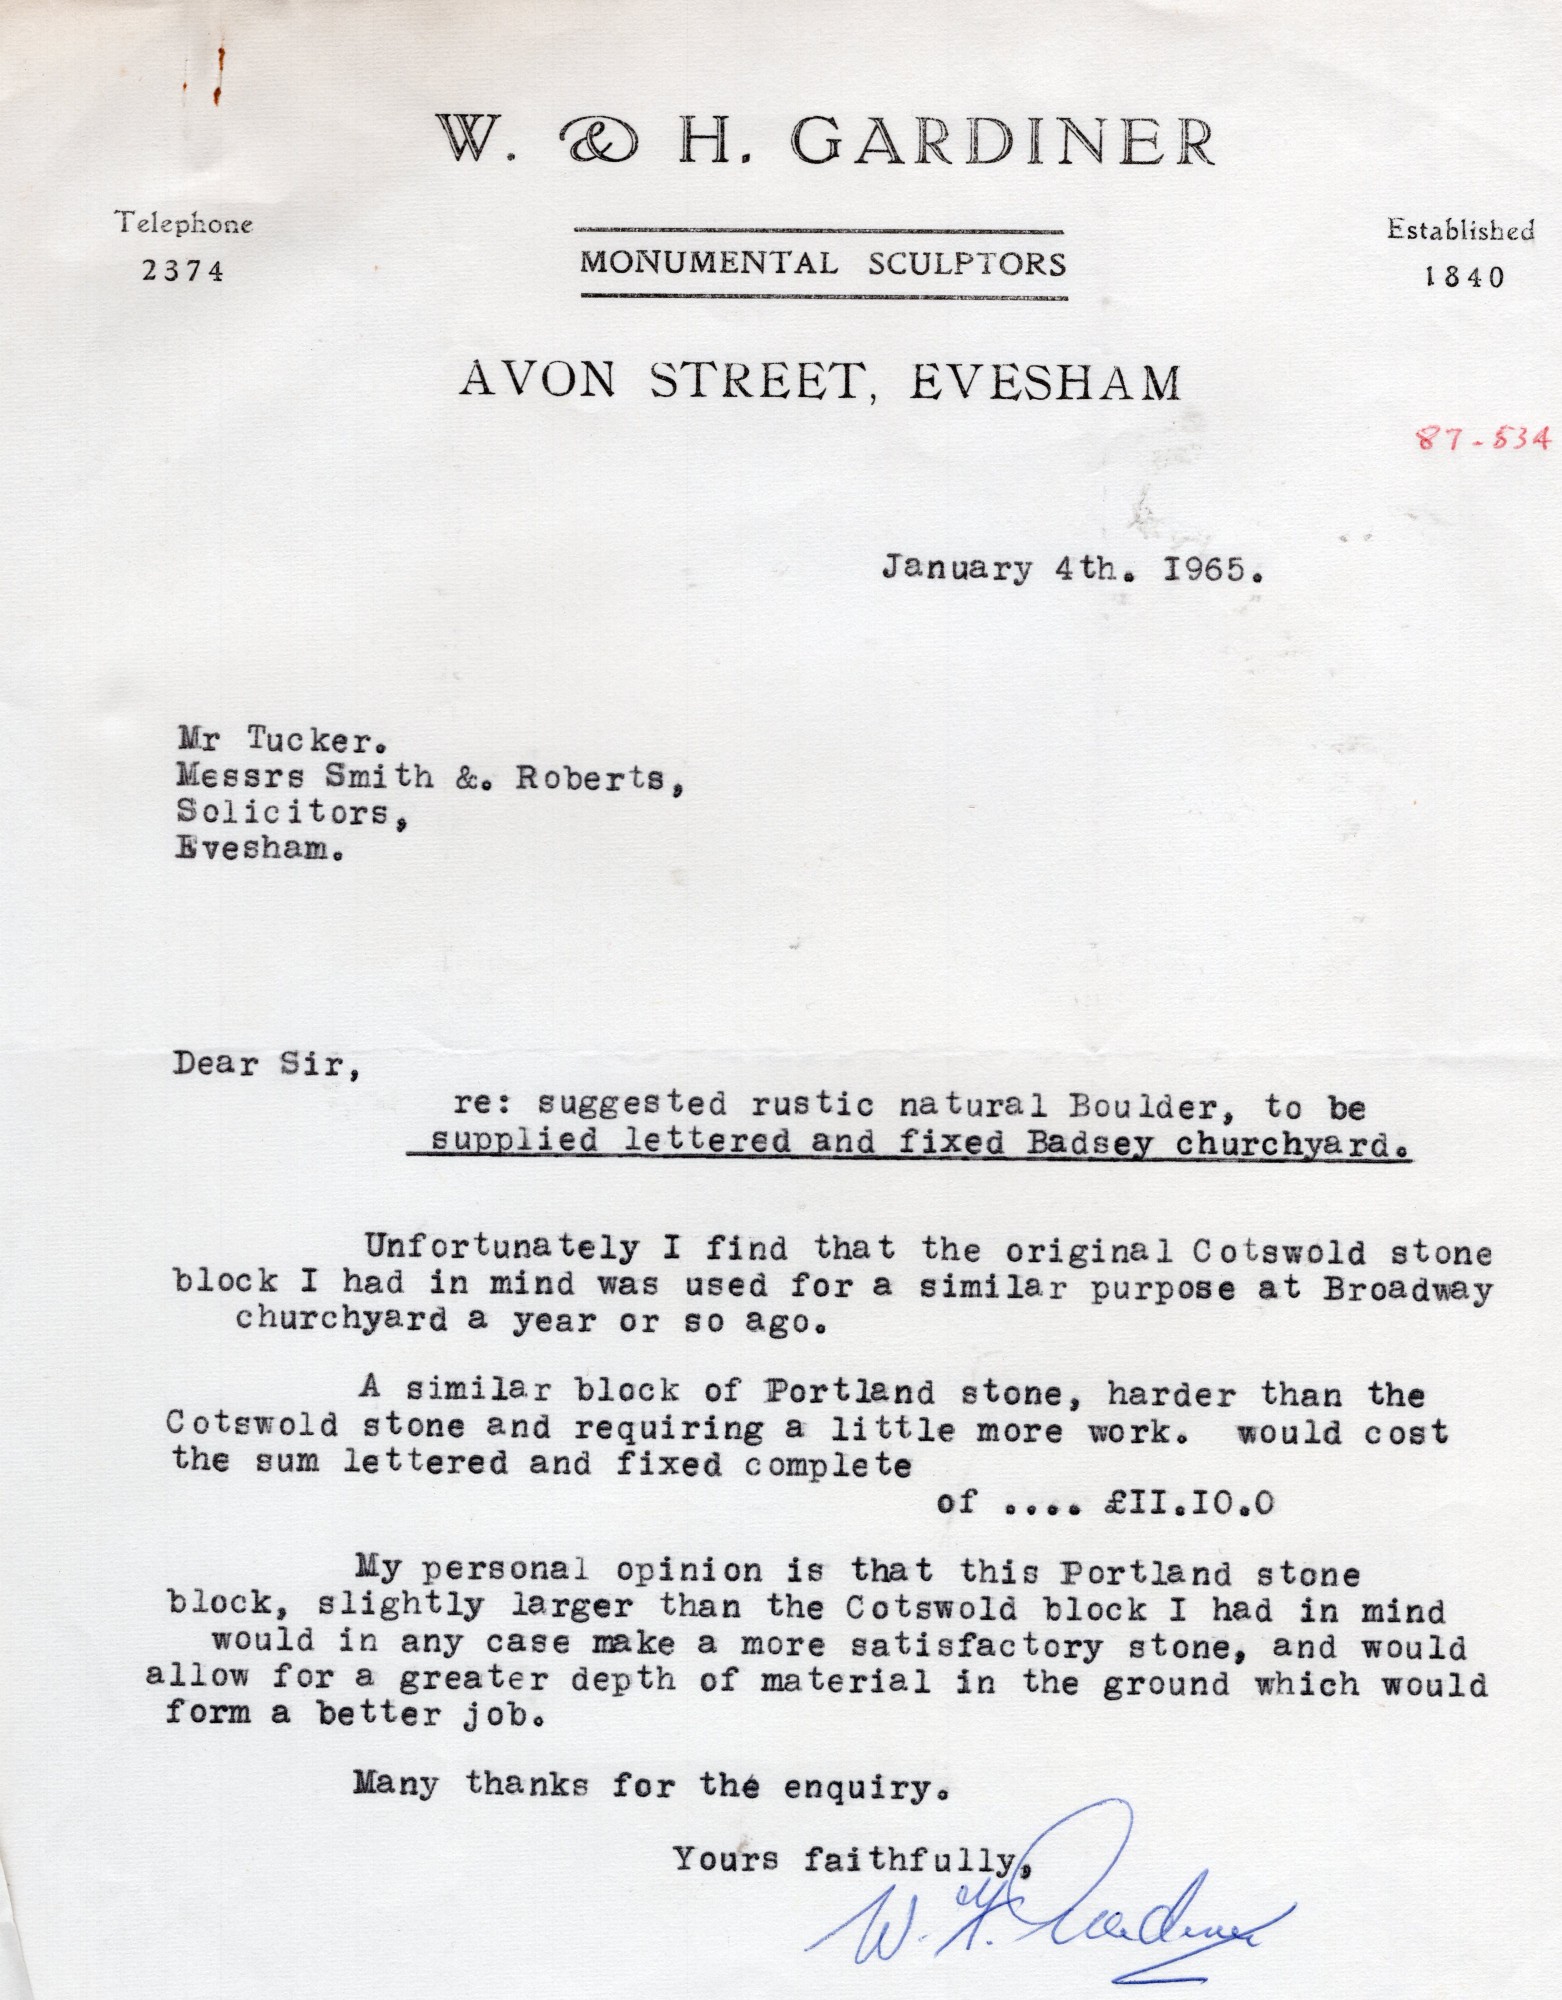 W. & H. GARDINER
Telephone
2374
MONUMENTAL SCULPTORS
Established
1840
AVON STREET, EVESHAM
87-534
January 4th. I965.
Mr Tucker.
Messrs Smith &. Roberts,
Solicitors,
Evesham.
Dear Sir,
re: suggested rustic natural Boulder, to be
supplied lettered and fixed Badsey churchyard.
Unfortunately I find that the original Cotswold stone
block I had in mind was used for a similar purpose at Broadway
churchyard a year or so ago.
A similar block of Portland stone, harder than the
Cotswold stone and requiring a little more work. would cost
the sum lettered and fixed complete
of .... £II.IO.O
My personal opinion is that this Portland stone
block, slightly larger than the Cotswold block I had in mind
would in any case make a more satisfactory stone, and would
allow for a greater depth of material in the ground which would
form a better job.
Many thanks for the enquiry.
Yours faithfully,
W. H. Gardiner